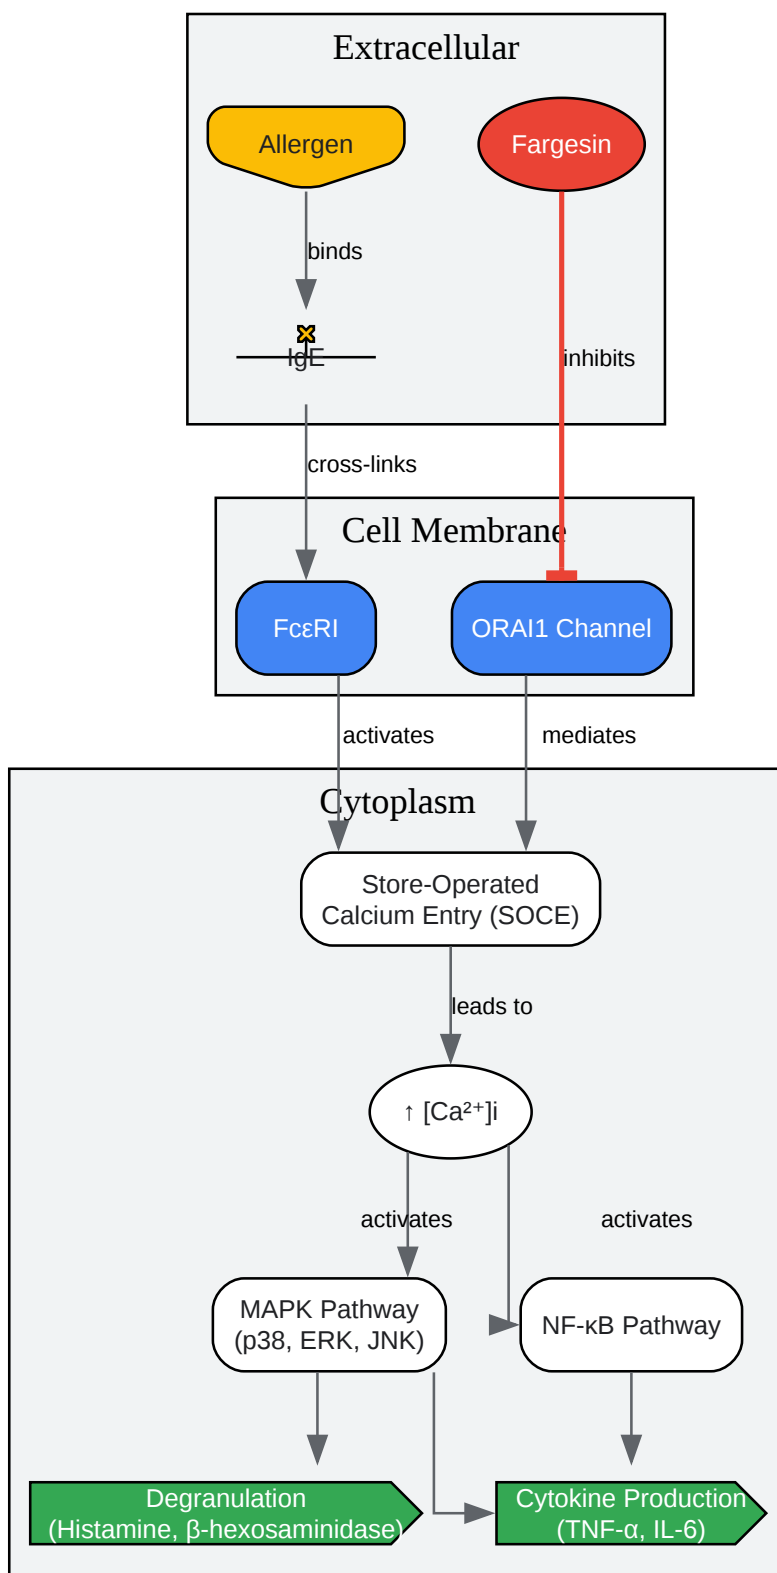 Extracellular
Allergen
Fargesin
binds
IgE
inhibits
cross-links
Cell Membrane
FcεRI
ORAI1 Channel
activates
mediates
Cytoplasm
Store-Operated
Calcium Entry (SOCE)
leads to
↑ [Ca²⁺]i
activates
activates
MAPK Pathway
(p38, ERK, JNK)
NF-κB Pathway
Degranulation
(Histamine, β-hexosaminidase)
Cytokine Production
(TNF-α, IL-6)